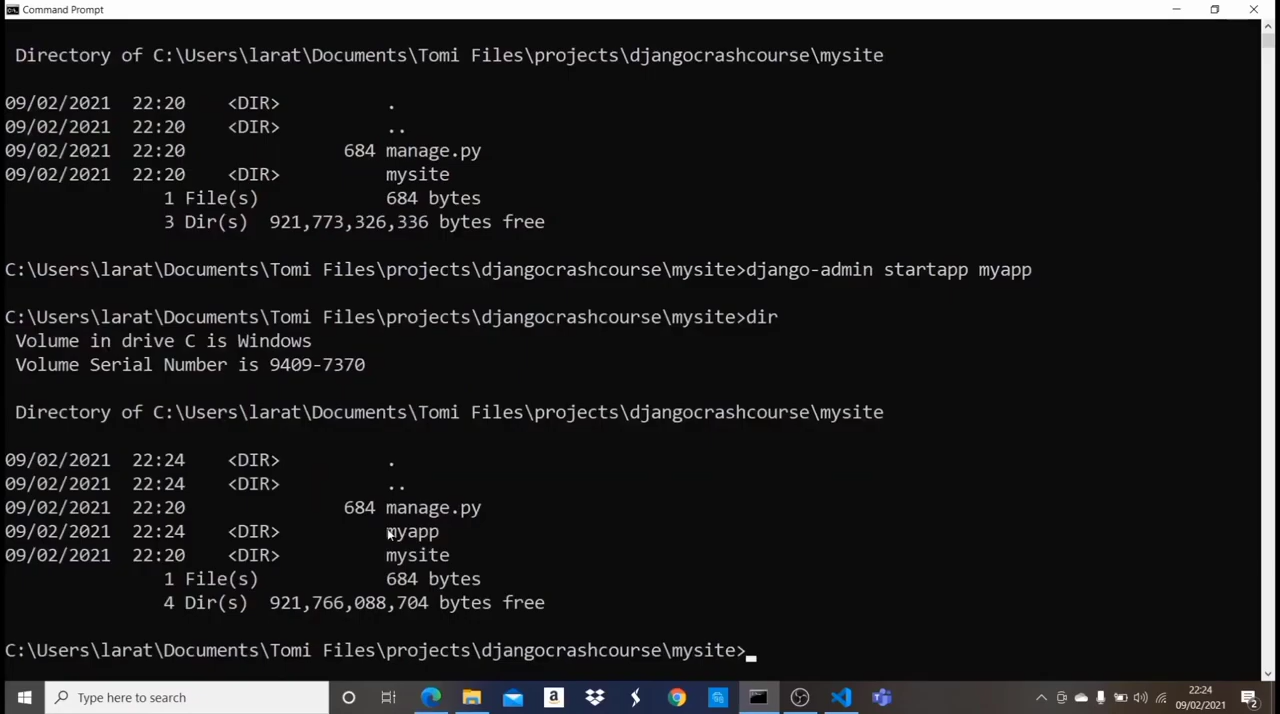 Command Prompt
Directory of C:\Users\larat\Documents\Tomi Files\projects\djangocrashcourse\mysite
09/02/2021  22:20    <DIR>          .
09/02/2021  22:20    <DIR>          ..
09/02/2021  22:20               684 manage.py
09/02/2021  22:20    <DIR>          mysite
1 File(s)            684 bytes
3 Dir(s)  921,773,326,336 bytes free
C:\Users\larat\Documents\Tomi Files\projects\djangocrashcourse\mysite>django-admin startapp myapp
C:\Users\larat\Documents\Tomi Files\projects\djangocrashcourse\mysite>dir
Volume in drive C is Windows
Volume Serial Number is 9409-7370
Directory of C:\Users\larat\Documents\Tomi Files\projects\djangocrashcourse\mysite
09/02/2021  22:24    <DIR>          .
09/02/2021  22:24    <DIR>          ..
09/02/2021  22:20               684 manage.py
09/02/2021  22:24    <DIR>          myapp
09/02/2021  22:20    <DIR>          mysite
1 File(s)            684 bytes
4 Dir(s)  921,766,088,704 bytes free
C:\Users\larat\Documents\Tomi Files\projects\djangocrashcourse\mysite>
Type here to search
22:24
09/02/2021
2